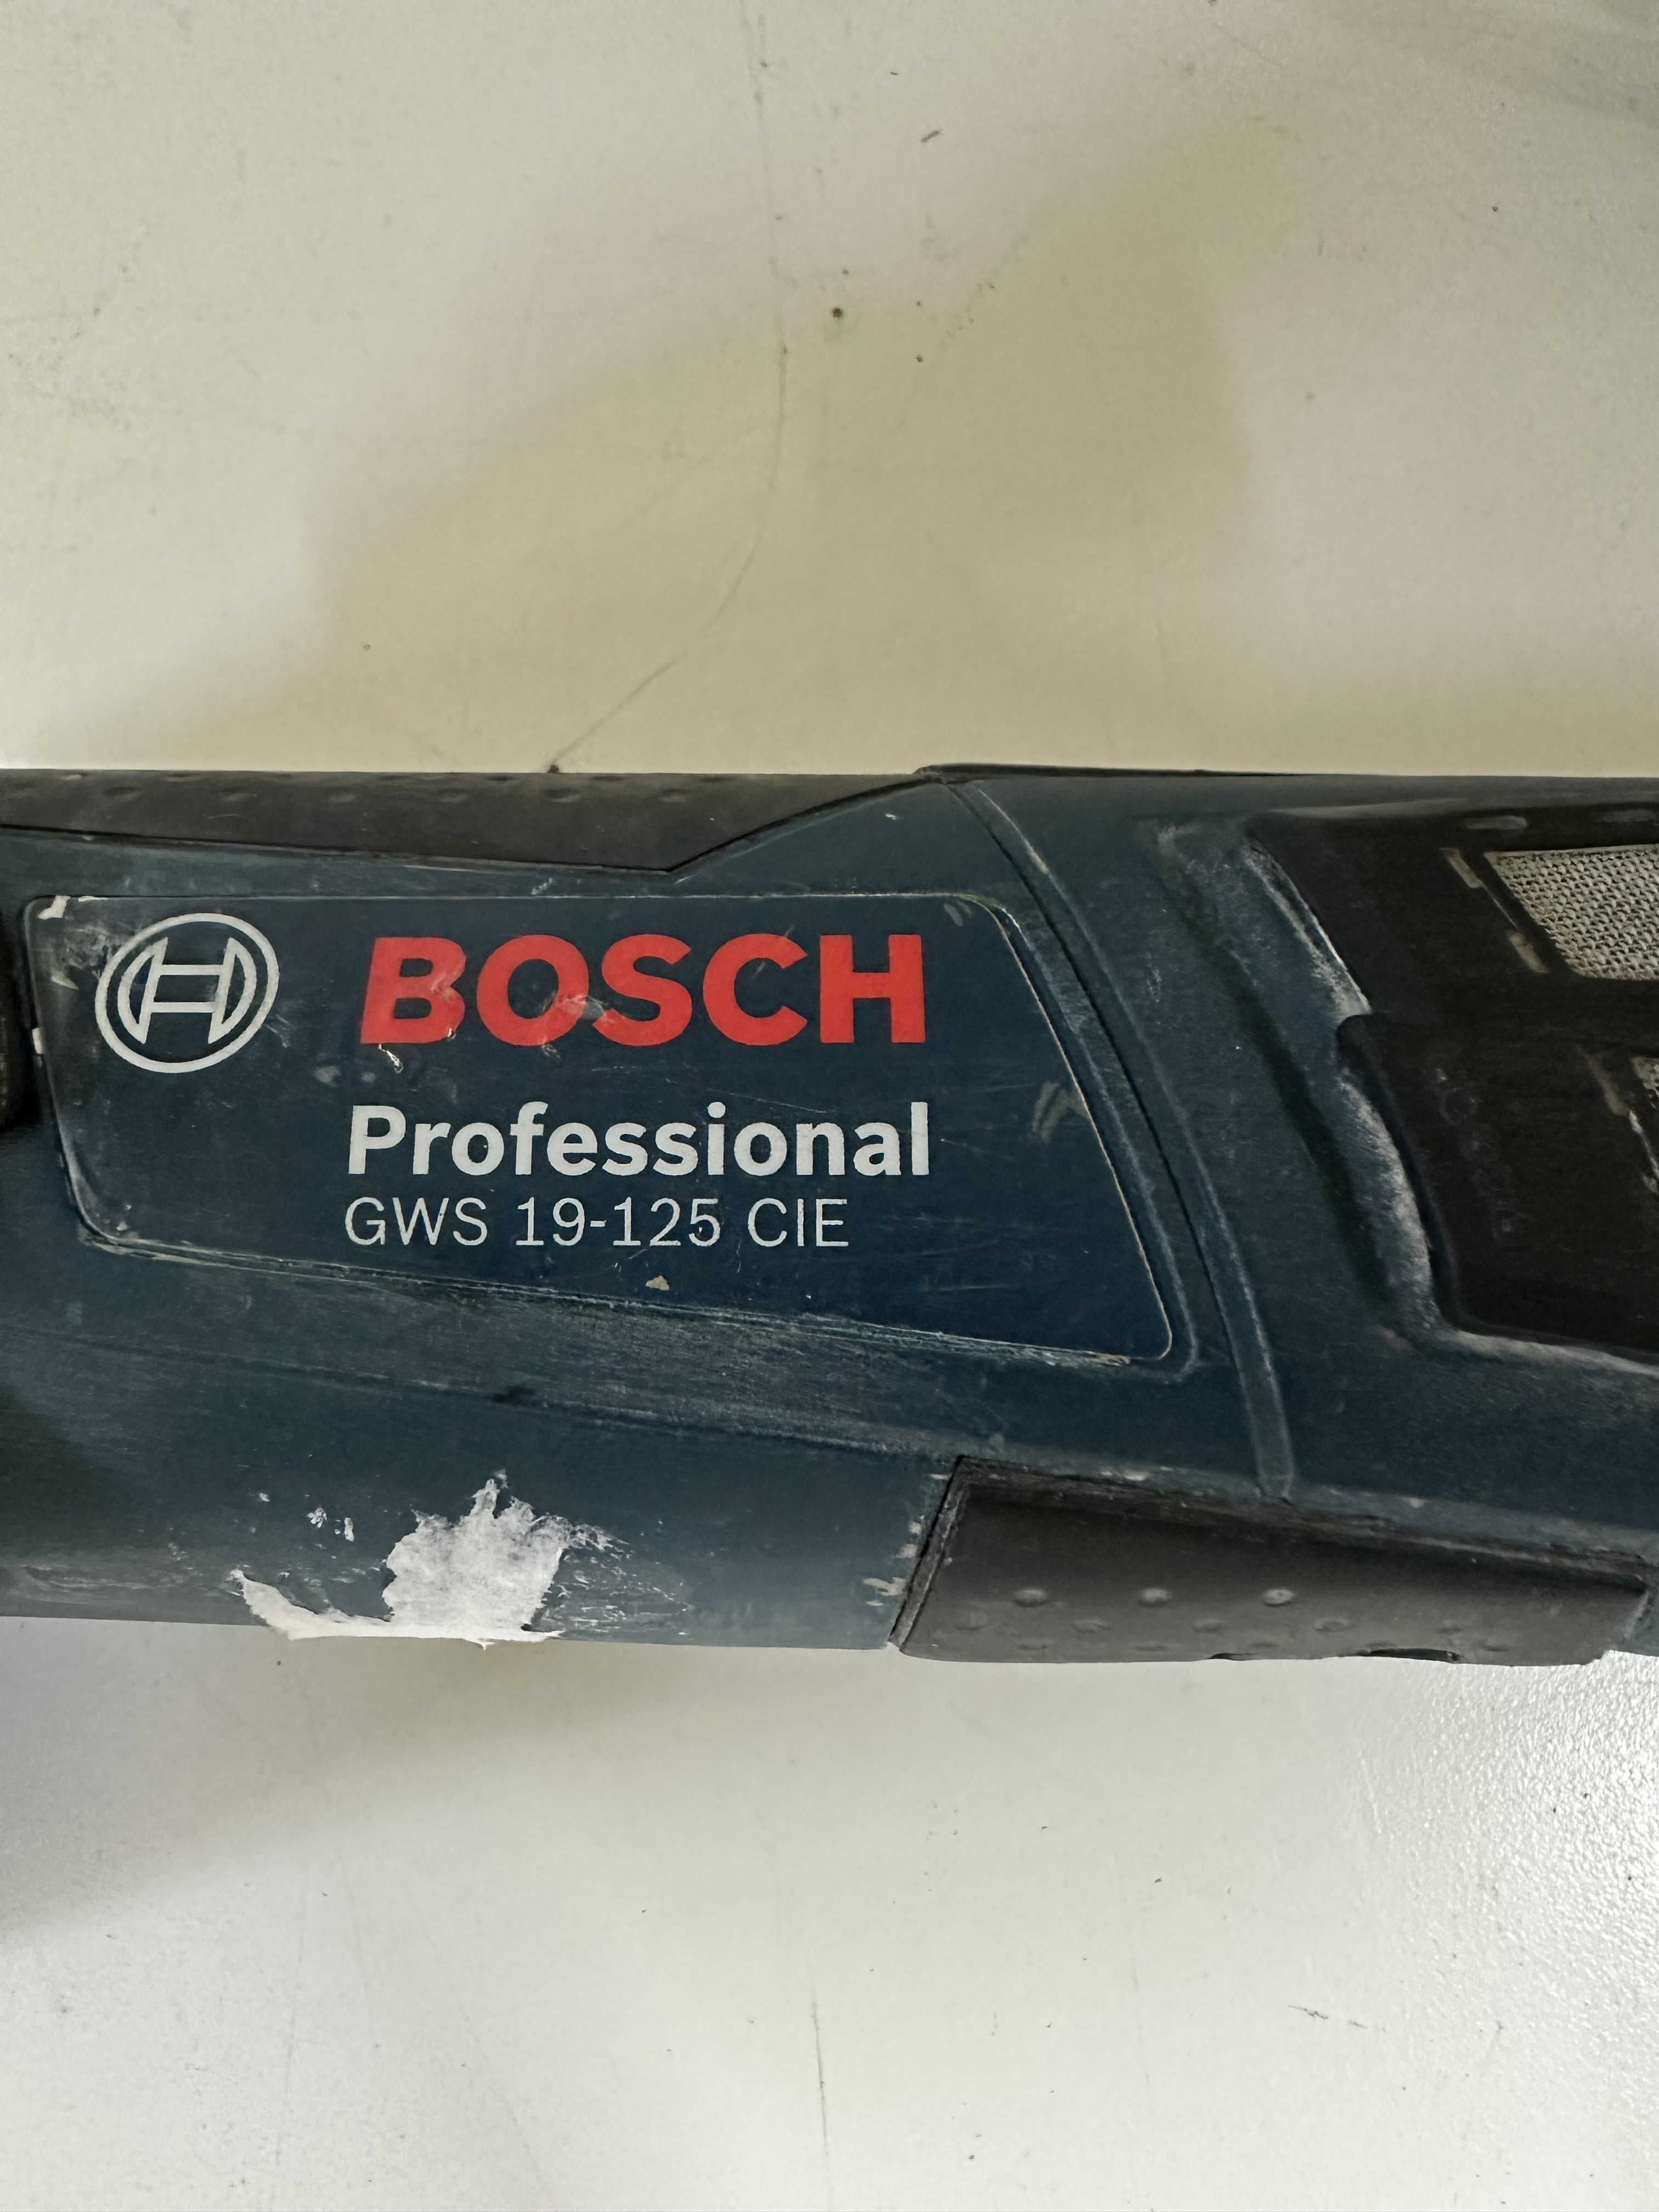 BOSCH
Professional
GWS 19-125 CIE